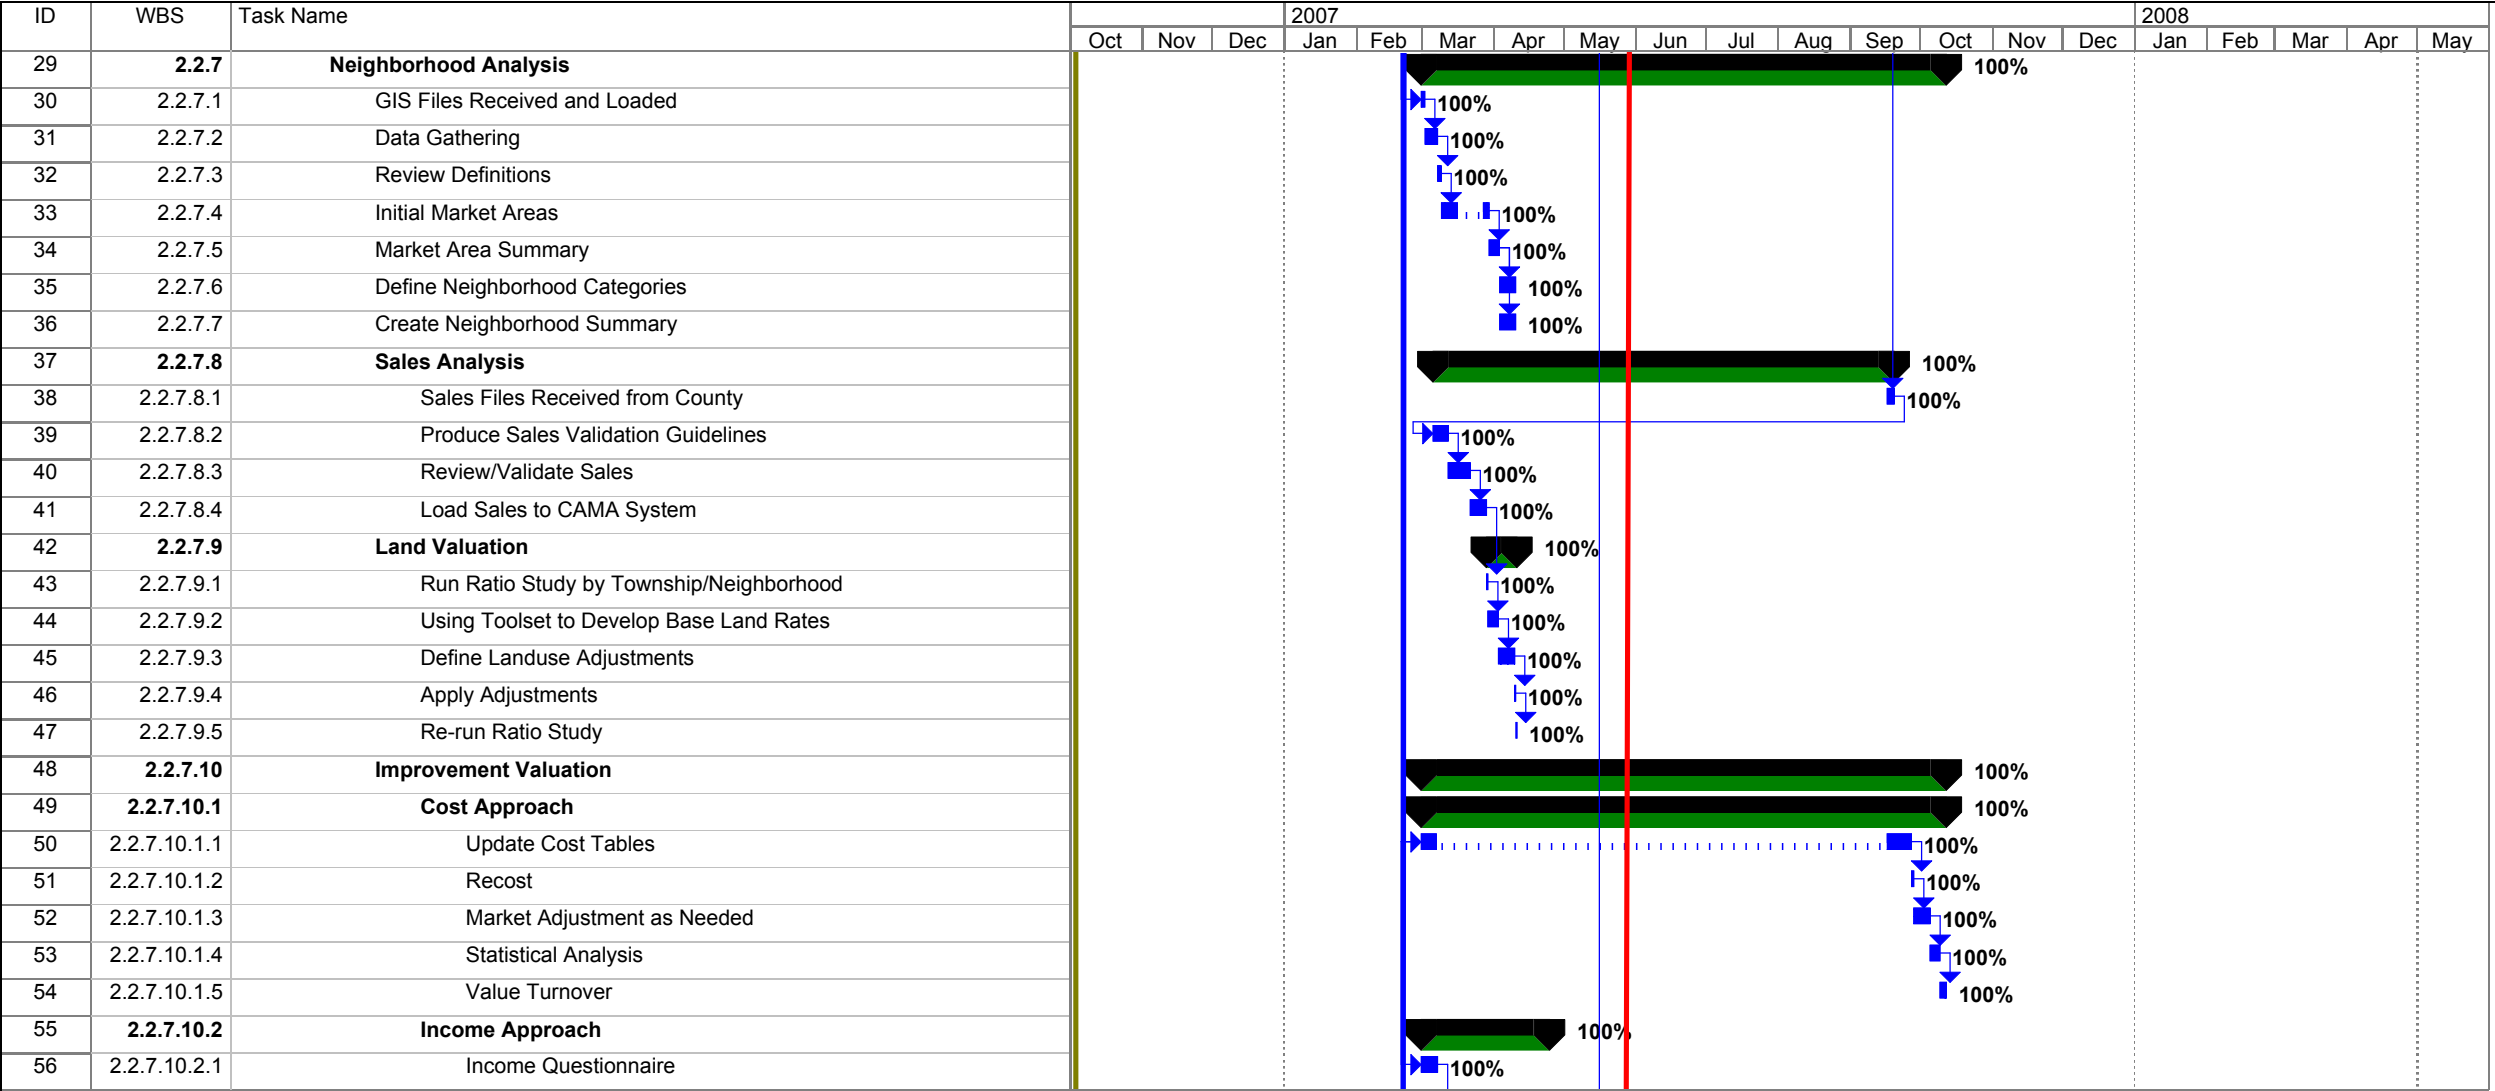 ID WBS Task Name 2007 2008
Oct Nov Dec Jan Feb Mar Apr May Jun Jul Aug Sep Oct Nov Dec Jan Feb Mar Apr May
29 2.2.7 Neighborhood Analysis 100%
30 2.2.7.1 GIS Files Received and Loaded 100%
31 2.2.7.2 Data Gathering 100%
32 2.2.7.3 Review Definitions 100%
33 2.2.7.4 Initial Market Areas 100%
34 2.2.7.5 Market Area Summary 100%
35 2.2.7.6 Define Neighborhood Categories 100%
36 2.2.7.7 Create Neighborhood Summary 100%
37 2.2.7.8 Sales Analysis 100%
38 2.2.7.8.1 Sales Files Received from County 100%
39 2.2.7.8.2 Produce Sales Validation Guidelines 100%
40 2.2.7.8.3 Review/Validate Sales 100%
41 2.2.7.8.4 Load Sales to CAMA System 100%
42 2.2.7.9 Land Valuation 100%
43 2.2.7.9.1 Run Ratio Study by Township/Neighborhood 100%
44 2.2.7.9.2 Using Toolset to Develop Base Land Rates 100%
45 2.2.7.9.3 Define Landuse Adjustments 100%
46 2.2.7.9.4 Apply Adjustments 100%
47 2.2.7.9.5 Re-run Ratio Study 100%
48 2.2.7.10 Improvement Valuation 100%
49 2.2.7.10.1 Cost Approach 100%
50 2.2.7.10.1.1 Update Cost Tables 100%
51 2.2.7.10.1.2 Recost 100%
52 2.2.7.10.1.3 Market Adjustment as Needed 100%
53 2.2.7.10.1.4 Statistical Analysis 100%
54 2.2.7.10.1.5 Value Turnover 100%
55 2.2.7.10.2 Income Approach 100%
56 2.2.7.10.2.1 Income Questionnaire 100%